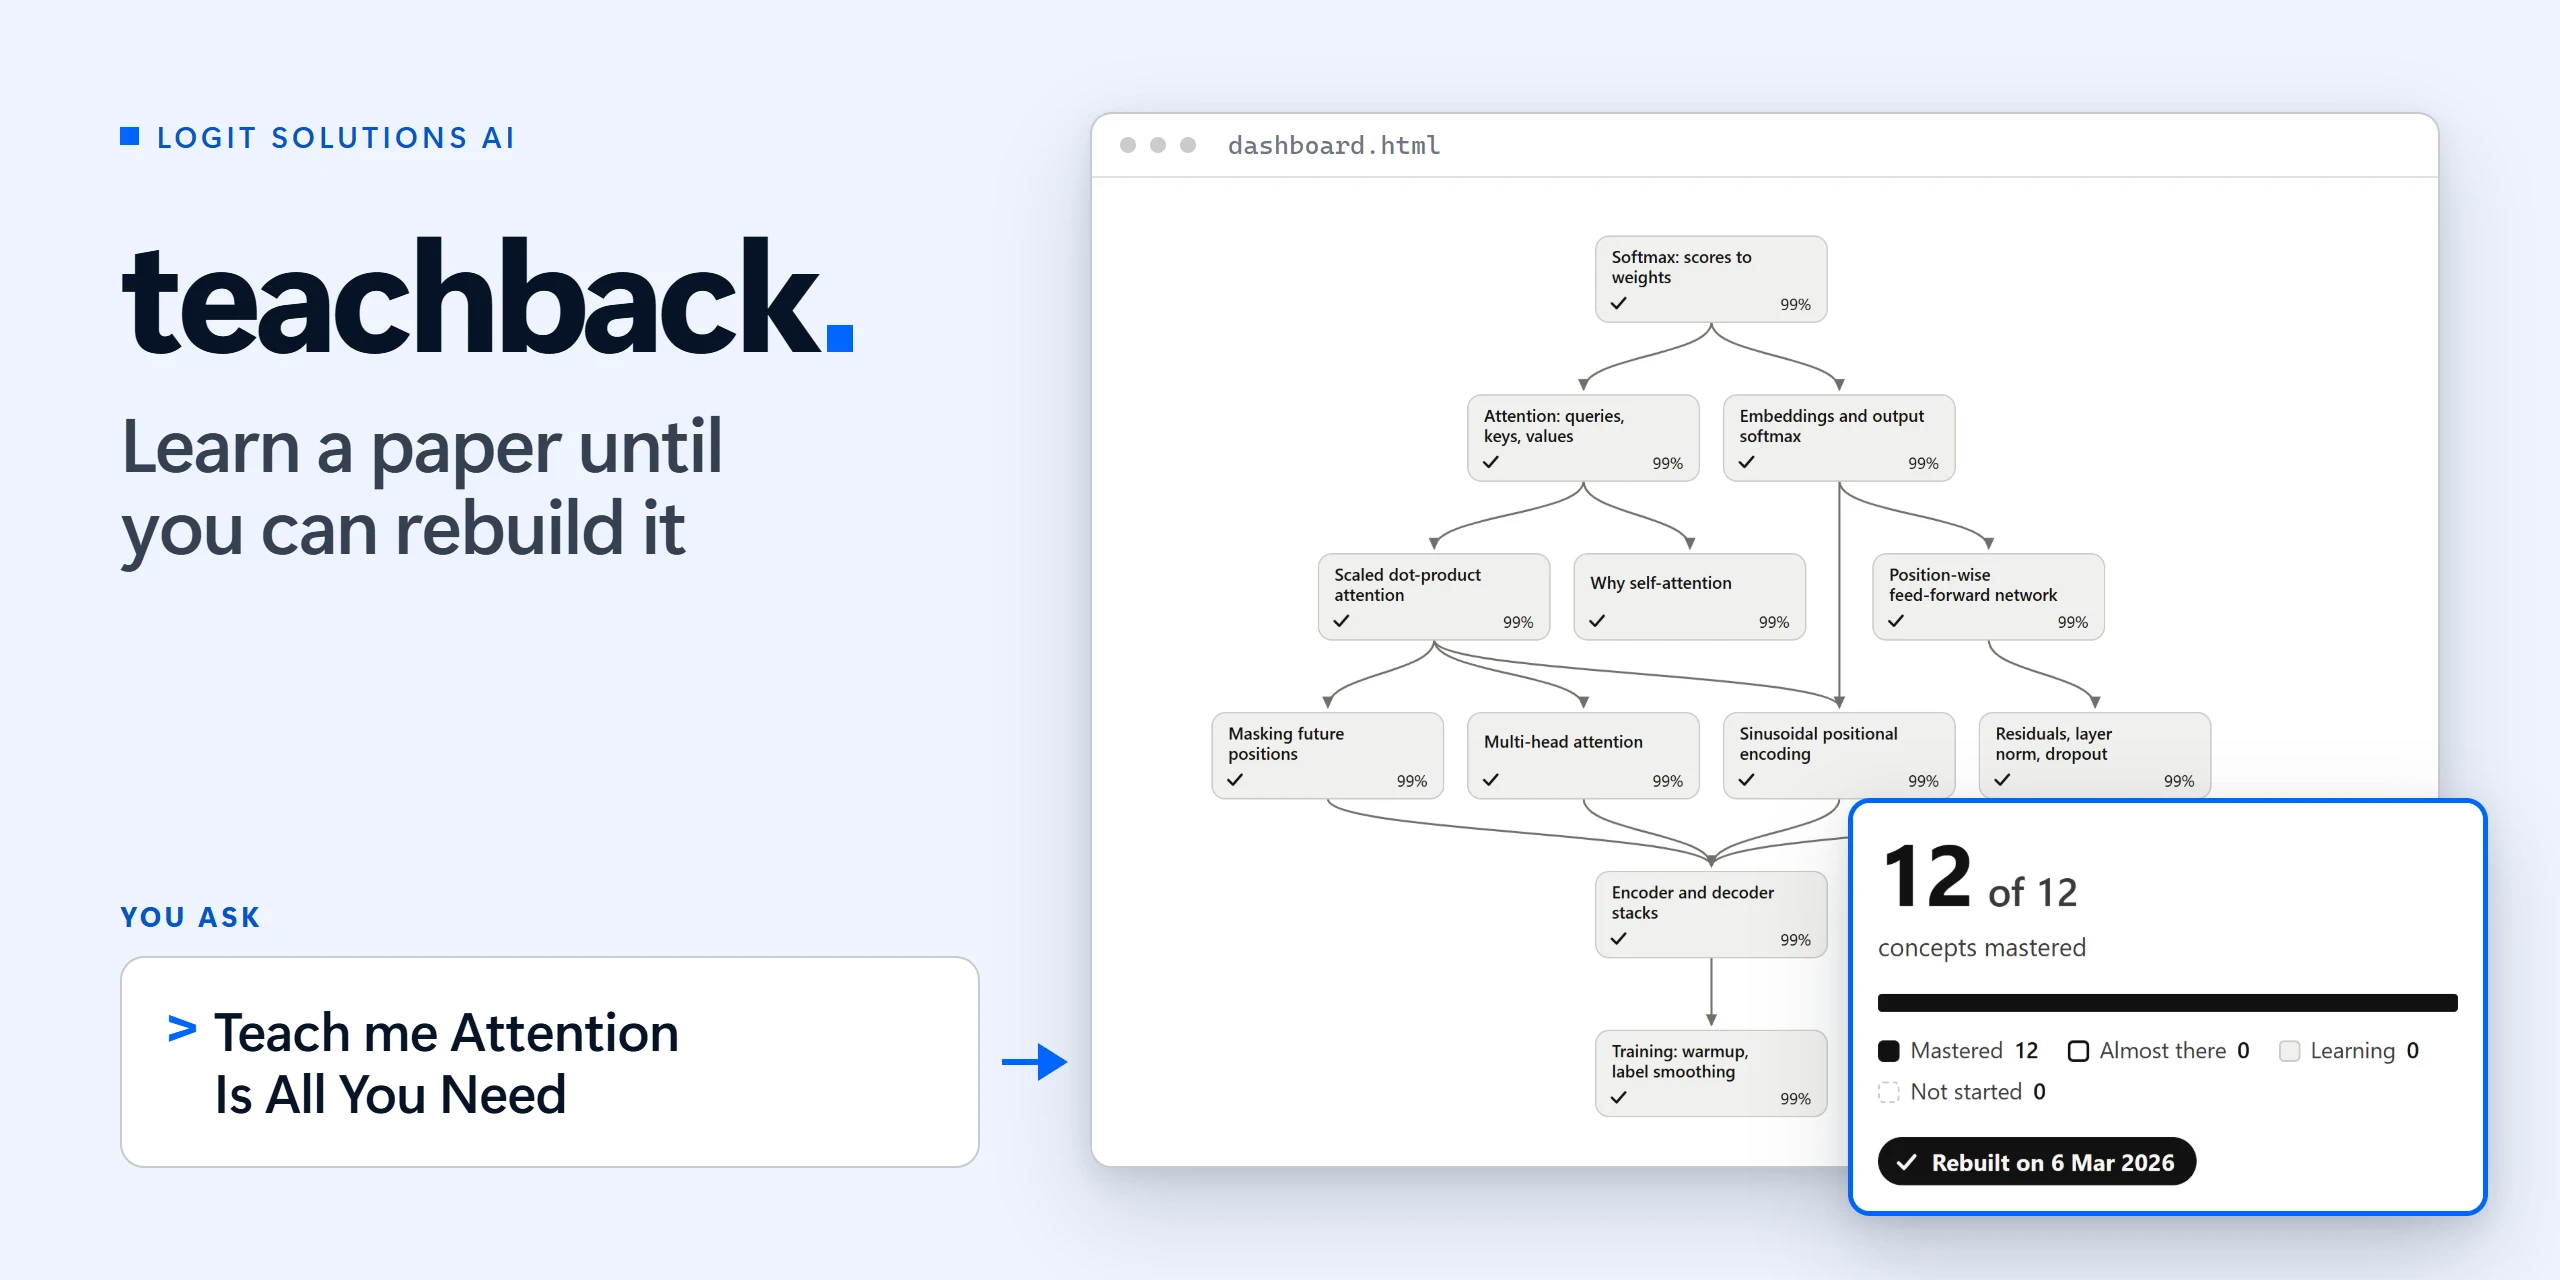 LOGIT SOLUTIONS AI
teachback.
Learn a paper until
you can rebuild it
YOU ASK
> Teach me Attention
Is All You Need
dashboard.html
Softmax: scores to
weights
99%
Attention: queries,
keys, values
99%
Embeddings and output
softmax
99%
Scaled dot-product
attention
99%
Why self-attention
99%
Position-wise
feed-forward network
99%
Masking future
positions
99%
Multi-head attention
99%
Sinusoidal positional
encoding
99%
Residuals, layer
norm, dropout
99%
Encoder and decoder
stacks
99%
Training: warmup,
label smoothing
99%
12 of 12
concepts mastered
Mastered 12 Almost there 0 Learning 0
Not started 0
Rebuilt on 6 Mar 2026